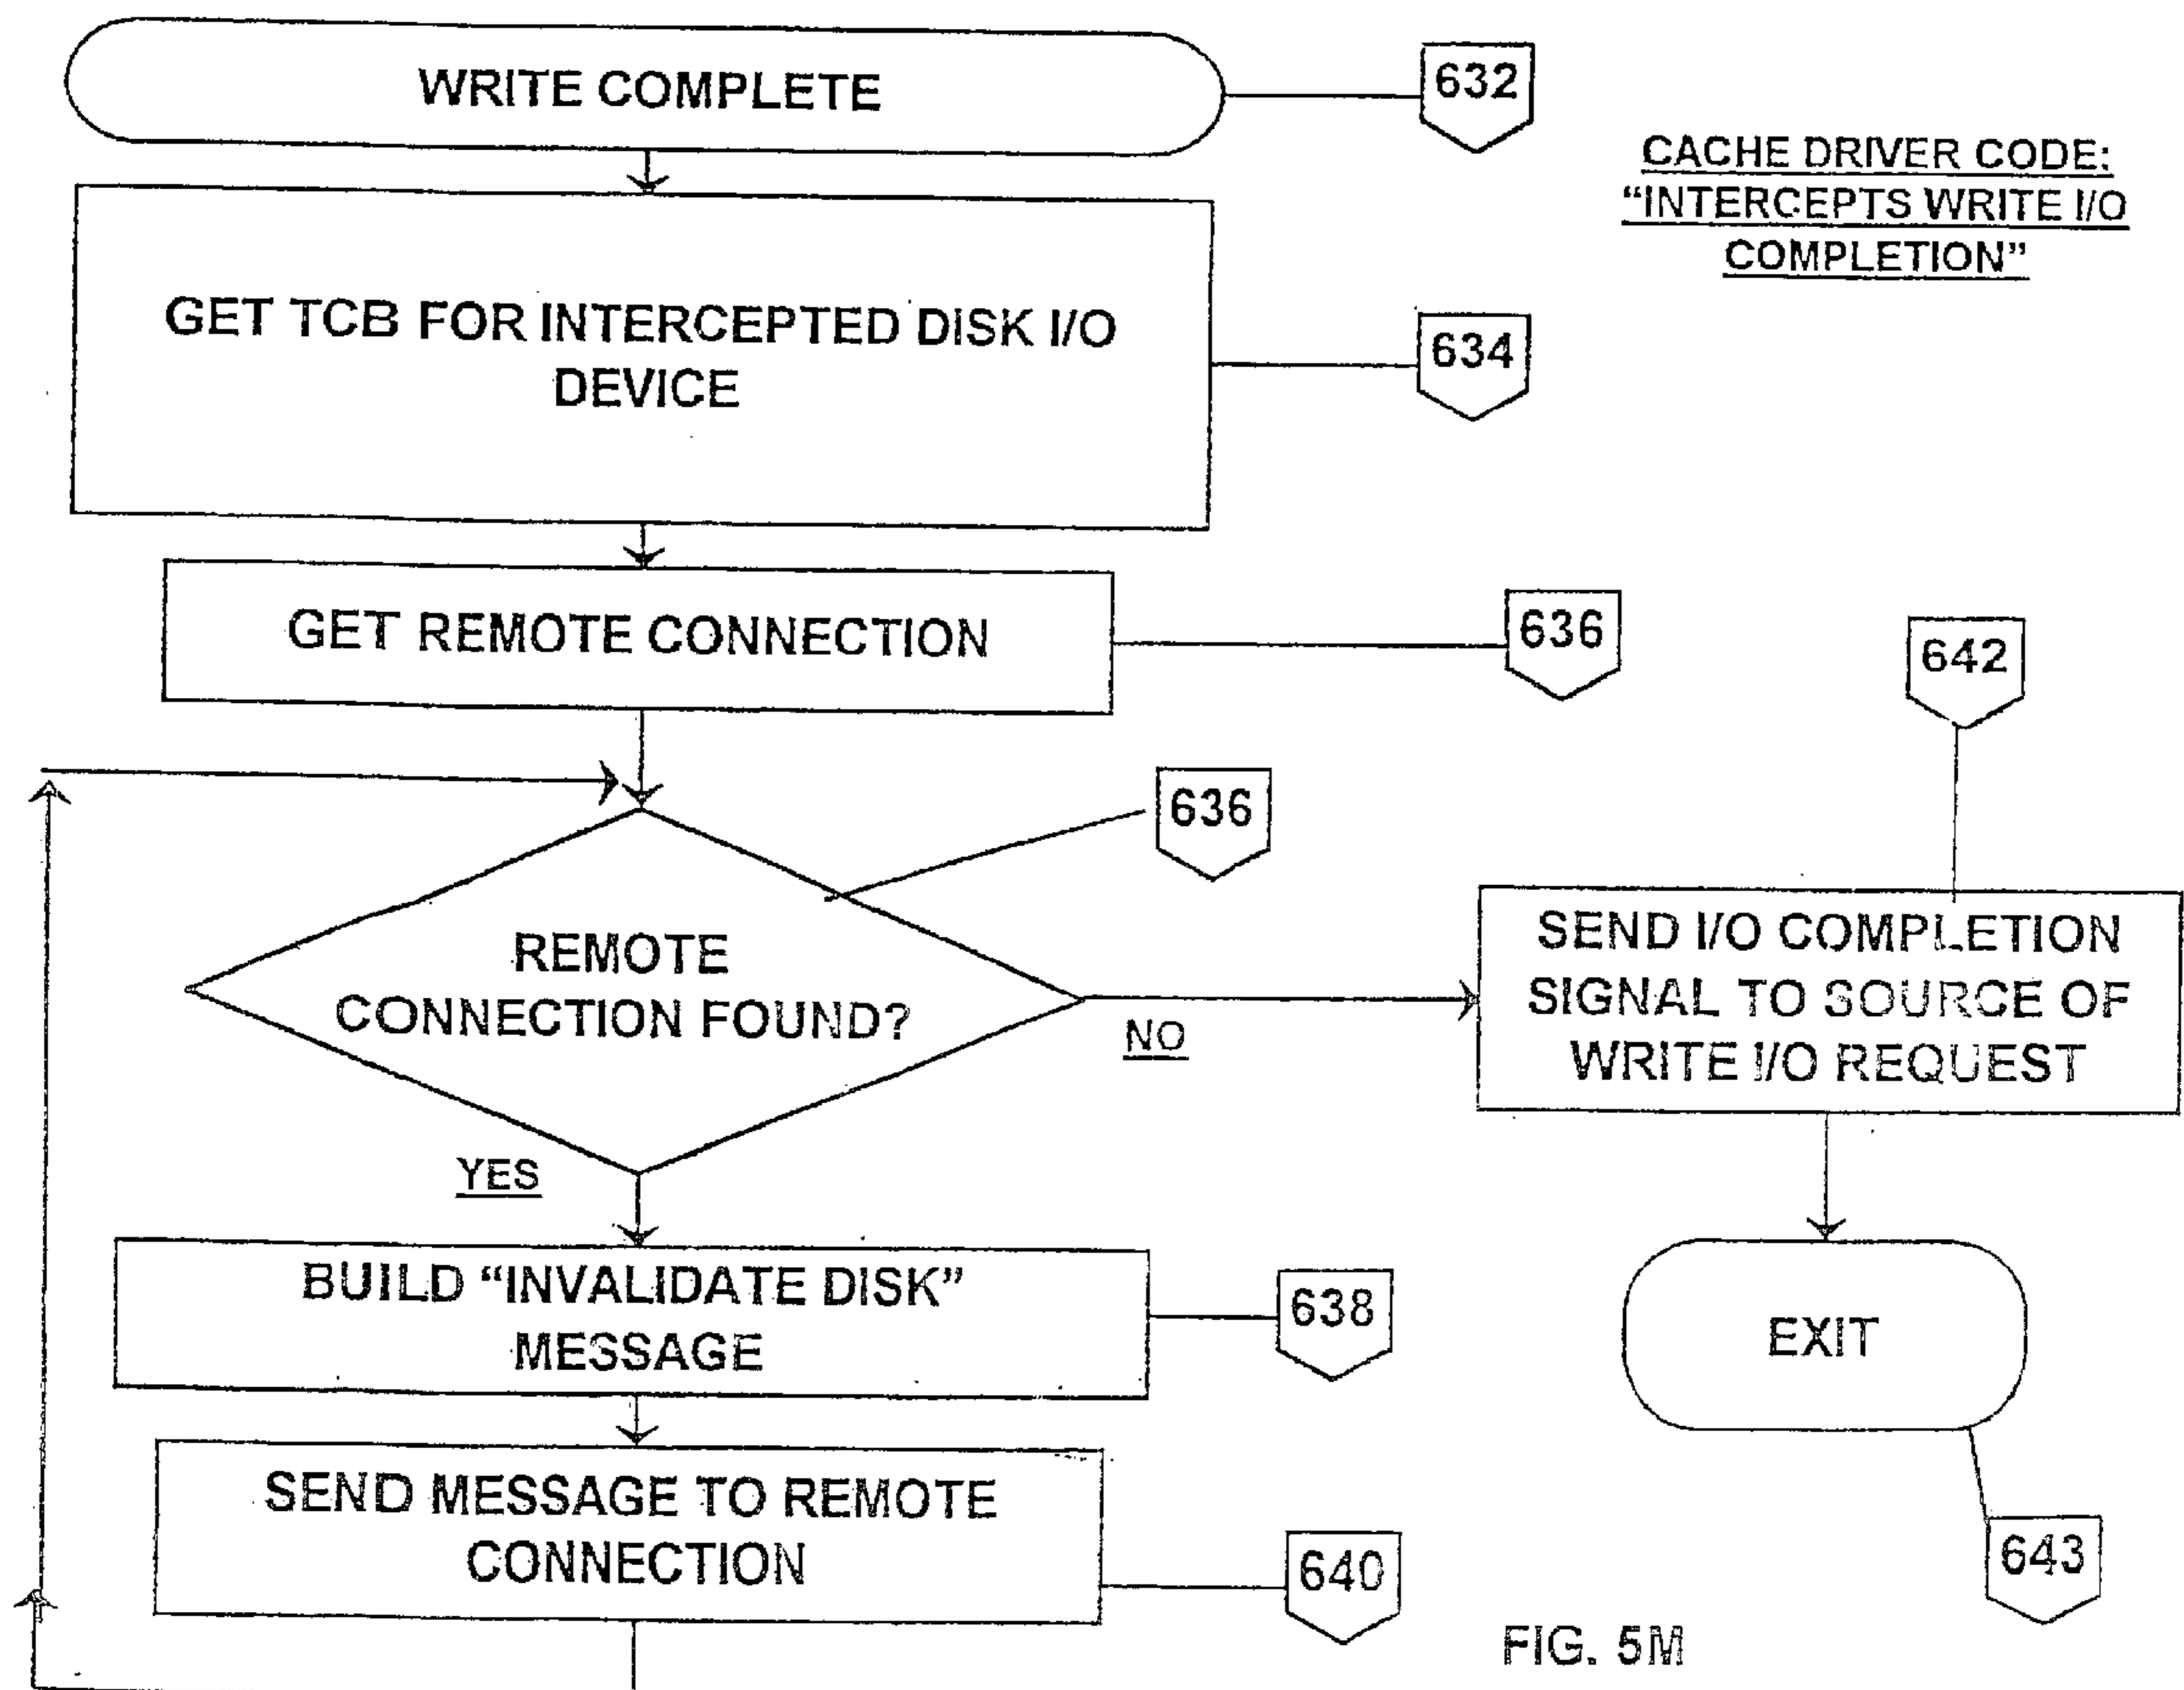 WRITE COMPLETE
632
CACHE DRIVER CODE:
“INTERCEPTS WRITE I/O
COMPLETION”
GET TCB FOR INTERCEPTED DISK I/O
DEVICE
634
GET REMOTE CONNECTION
636
642
636
REMOTE
CONNECTION FOUND?
NO
SEND I/O COMPLETION
SIGNAL TO SOURCE OF
WRITE I/O REQUEST
YES
BUILD “INVALIDATE DISK”
MESSAGE
638
EXIT
SEND MESSAGE TO REMOTE
CONNECTION
640
643
FIG. 5M